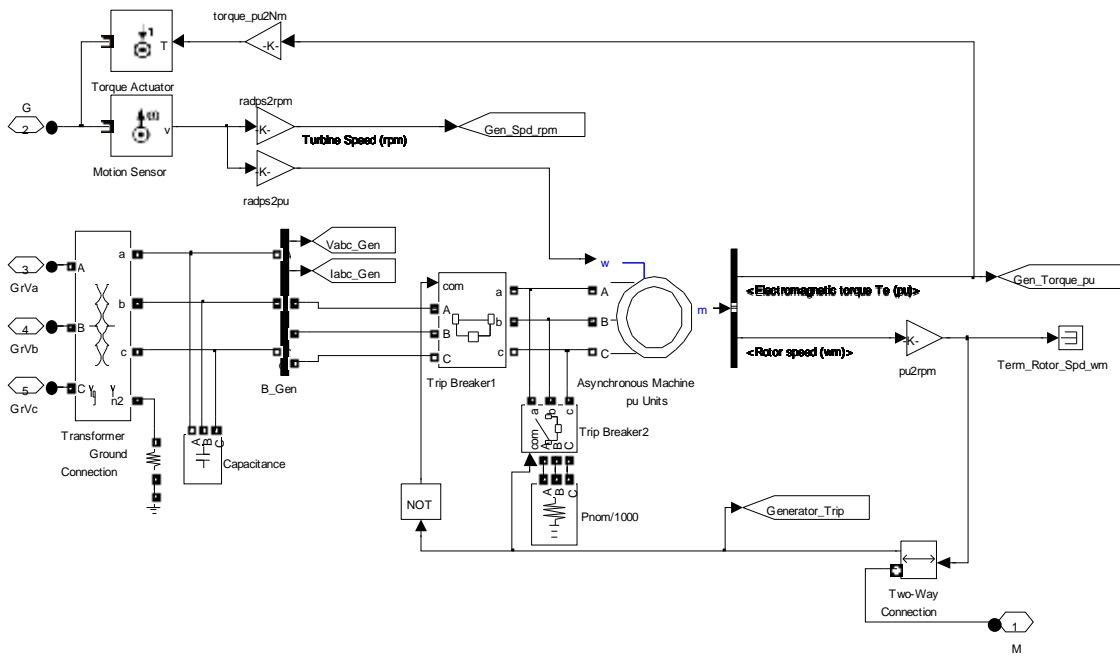 torque_pu2Nm
T
-K-
Torque Actuator
G
2
v
-K-
radps2rpm
Turbine Speed (rpm)
Gen_Spd_rpm
Motion Sensor
-K-
radps2pu
3
GrVa
4
GrVb
5
GrVc
A
B
C
a
b
c
n2
Transformer
Ground
Connection
A
B
C
Capacitance
Vabc_Gen
Iabc_Gen
B_Gen
com
A
B
C
a
b
c
Trip Breaker1
w
A
B
C
m
Asynchronous Machine
pu Units
<Electromagnetic torque Te (pu)>
Gen_Torque_pu
<Rotor speed (wm)>
K-
pu2rpm
Term_Rotor_Spd_wm
a
b
c
com
A
B
C
Trip Breaker2
A
B
C
Pnom/1000
NOT
Generator_Trip
Two-Way
Connection
1
M